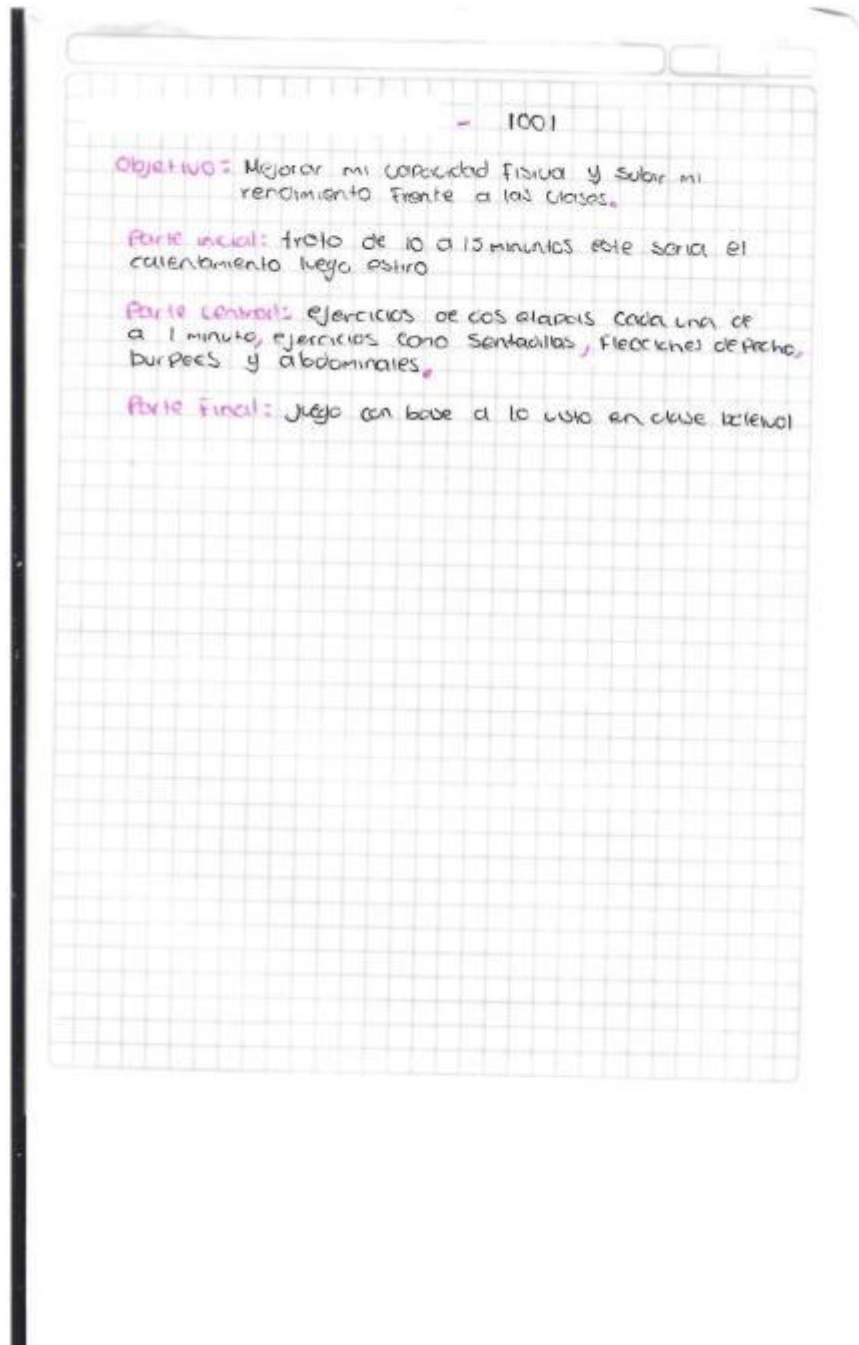 - 1001
Objetivo: Mejorar mi capacidad Fisica y subir mi
rendimiento Frente a las clases.
Parte inicial: troto de 10 a 15 minutos este seria el
calentamiento luego estiro
Parte central: ejercicios de dos etapas cada una de
a 1 minuto, ejercicios como sentadillas, Flecciones de pecho,
burpees y abdominales.
Parte Final: juego con base a lo visto en clase